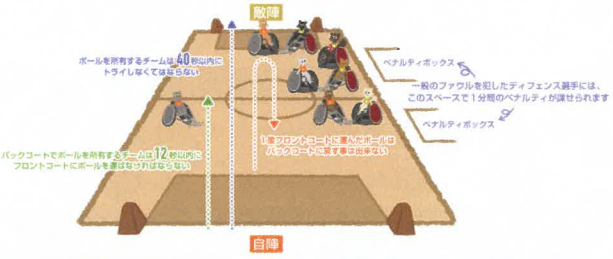 敵陣
ボールを所有するチームは40秒以内に
トライしなくてはならない
ペナルティボックス
一般のファウルを犯したディフェンス選手には、
このスペースで1分間のペナルティが課せられます
ペナルティボックス
1度フロントコートに運んだボールは
バックコートに戻す事は出来ない
バックコートでボールを所有するチームは12秒以内に
フロントコートにボールを運ばなければならない
自陣